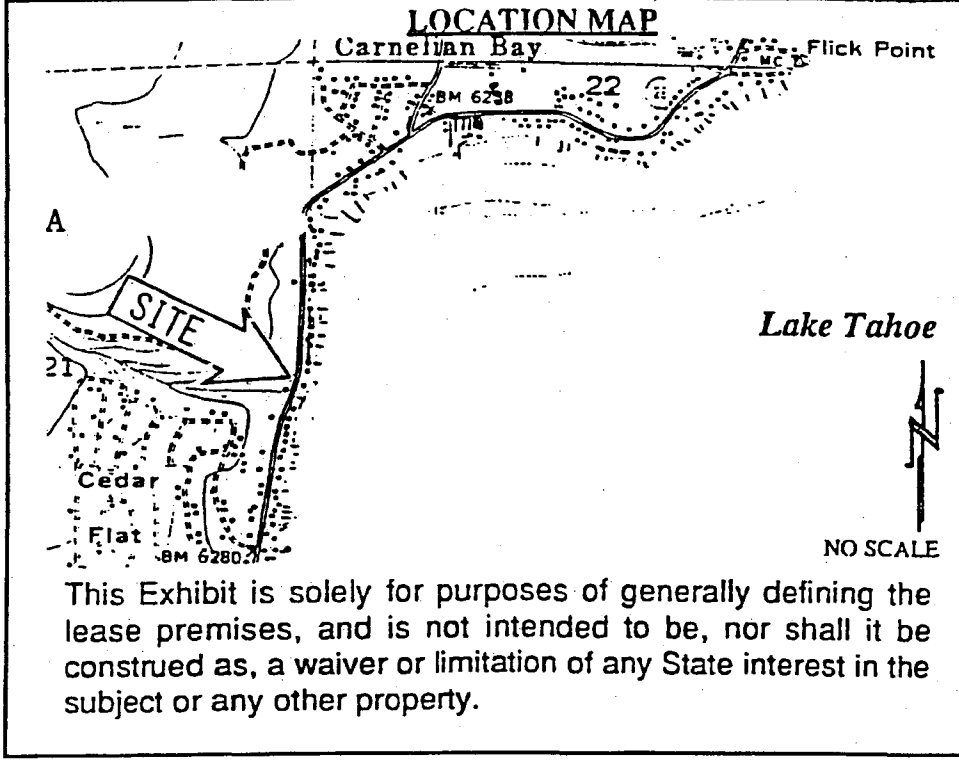 LOCATION MAP
Carnelian Bay
Flick Point
MC
22
BM 6238
A
SITE
Lake Tahoe
21
Cedar
Flat
BM 6280
NO SCALE
This Exhibit is solely for purposes of generally defining the
lease premises, and is not intended to be, nor shall it be
construed as, a waiver or limitation of any State interest in the
subject or any other property.